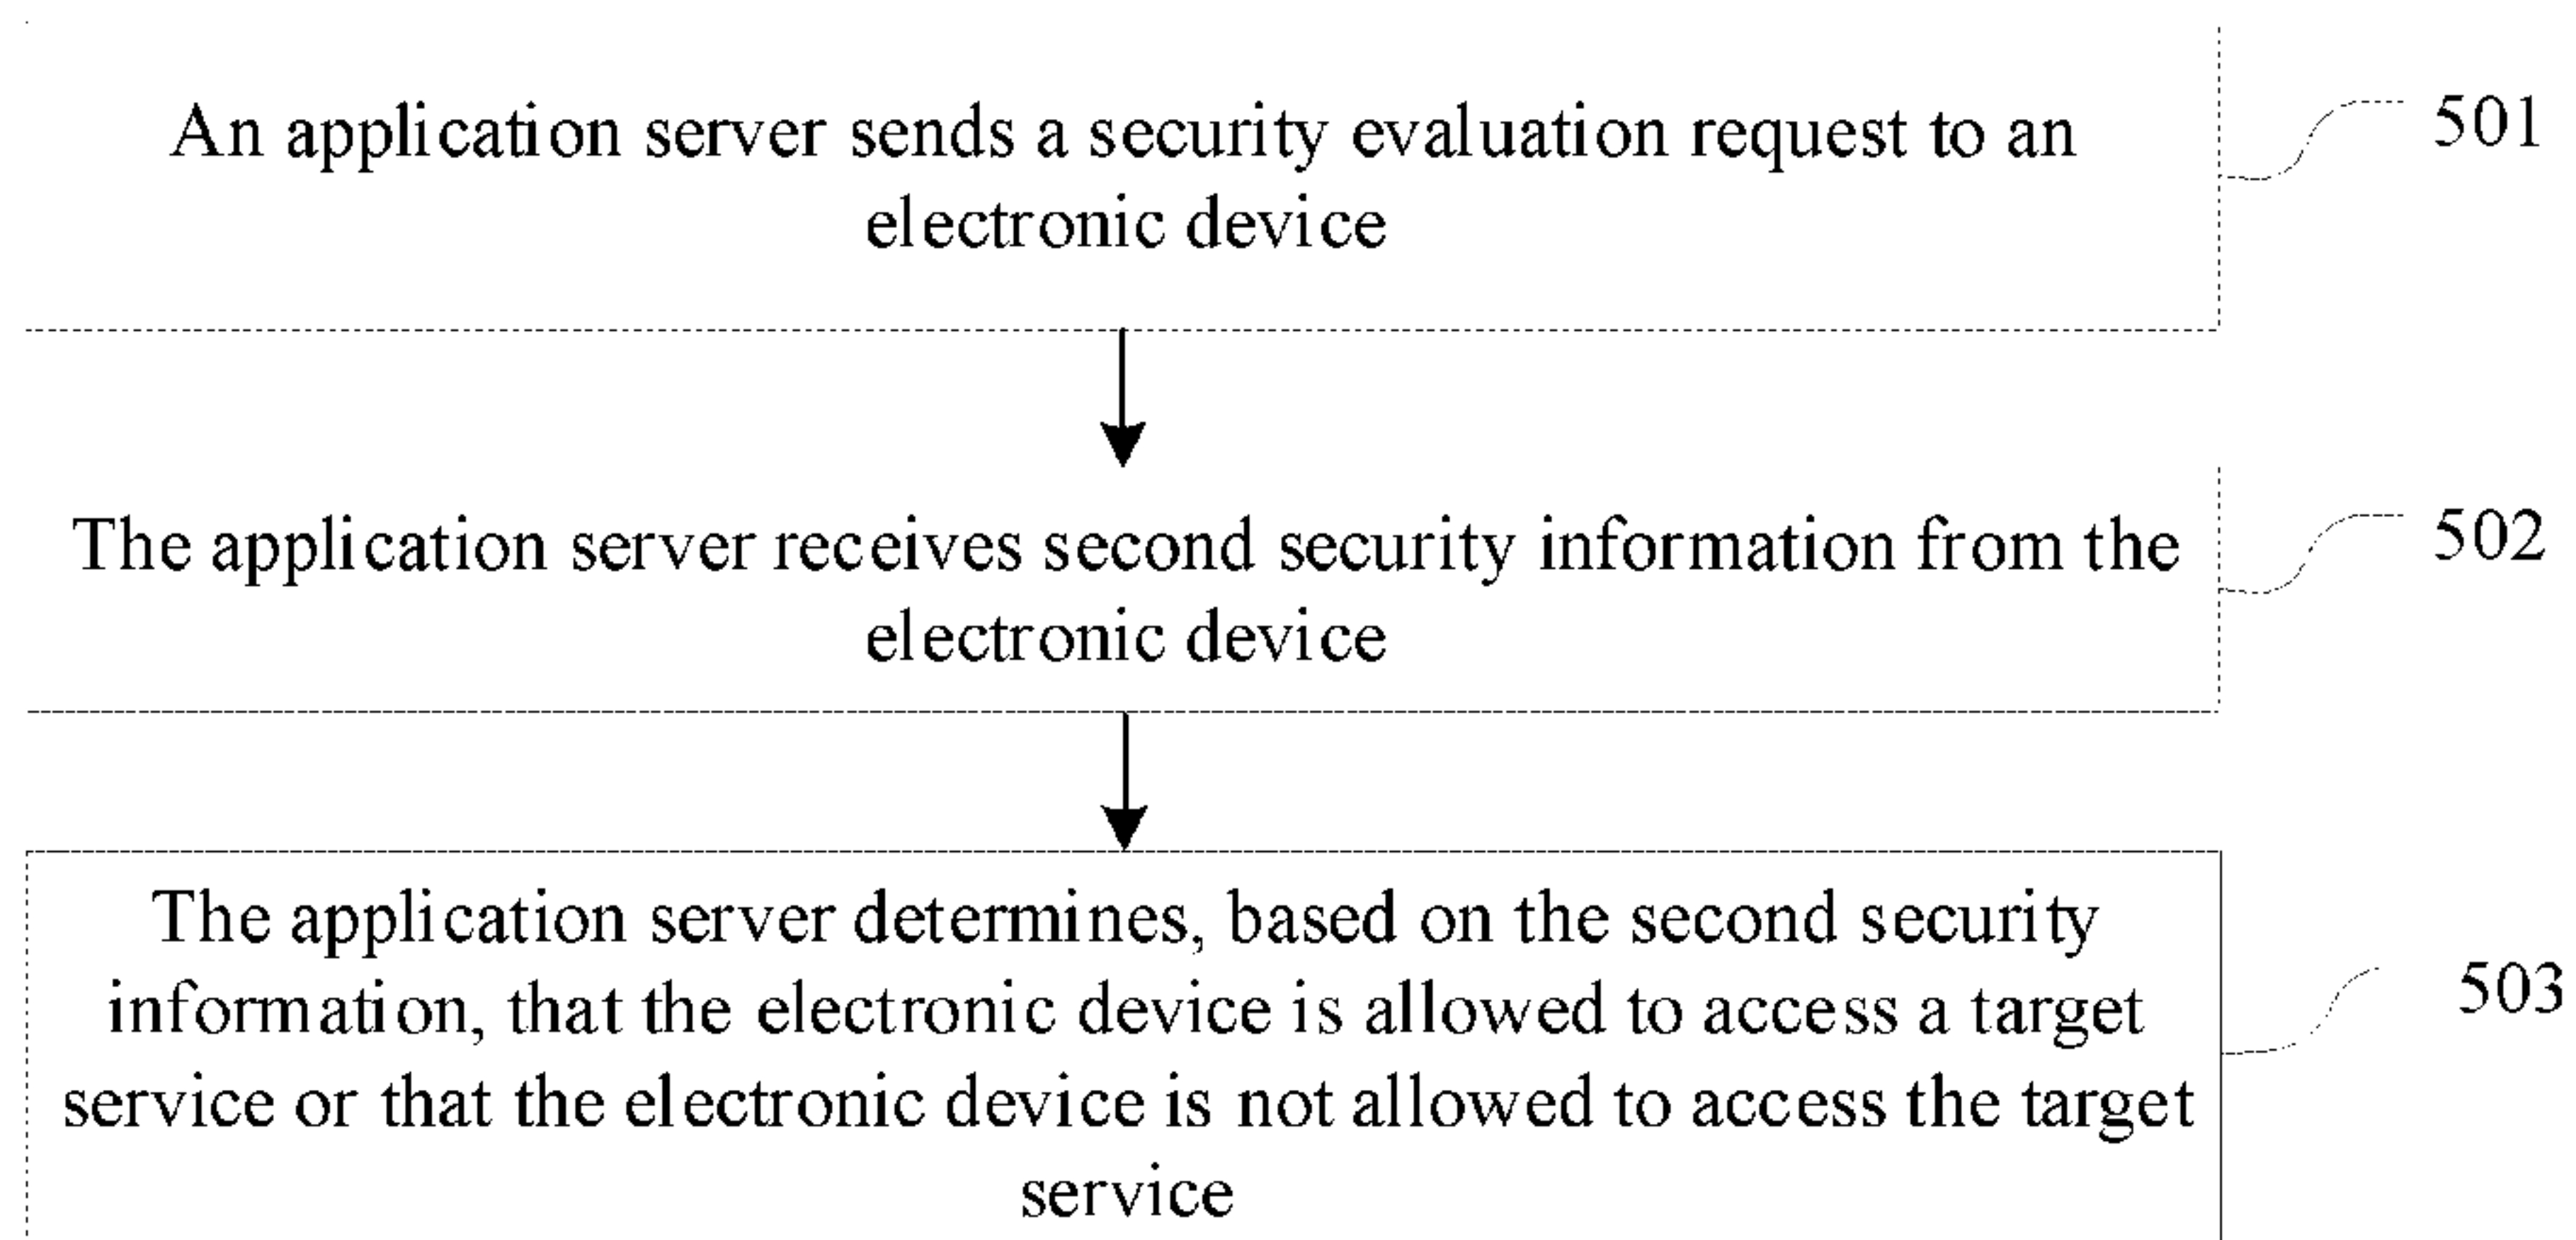 An application server sends a security evaluation request to an
electronic device
501
The application server receives second security information from the
electronic device
502
The application server determines, based on the second security
information, that the electronic device is allowed to access a target
service or that the electronic device is not allowed to access the target
service
503